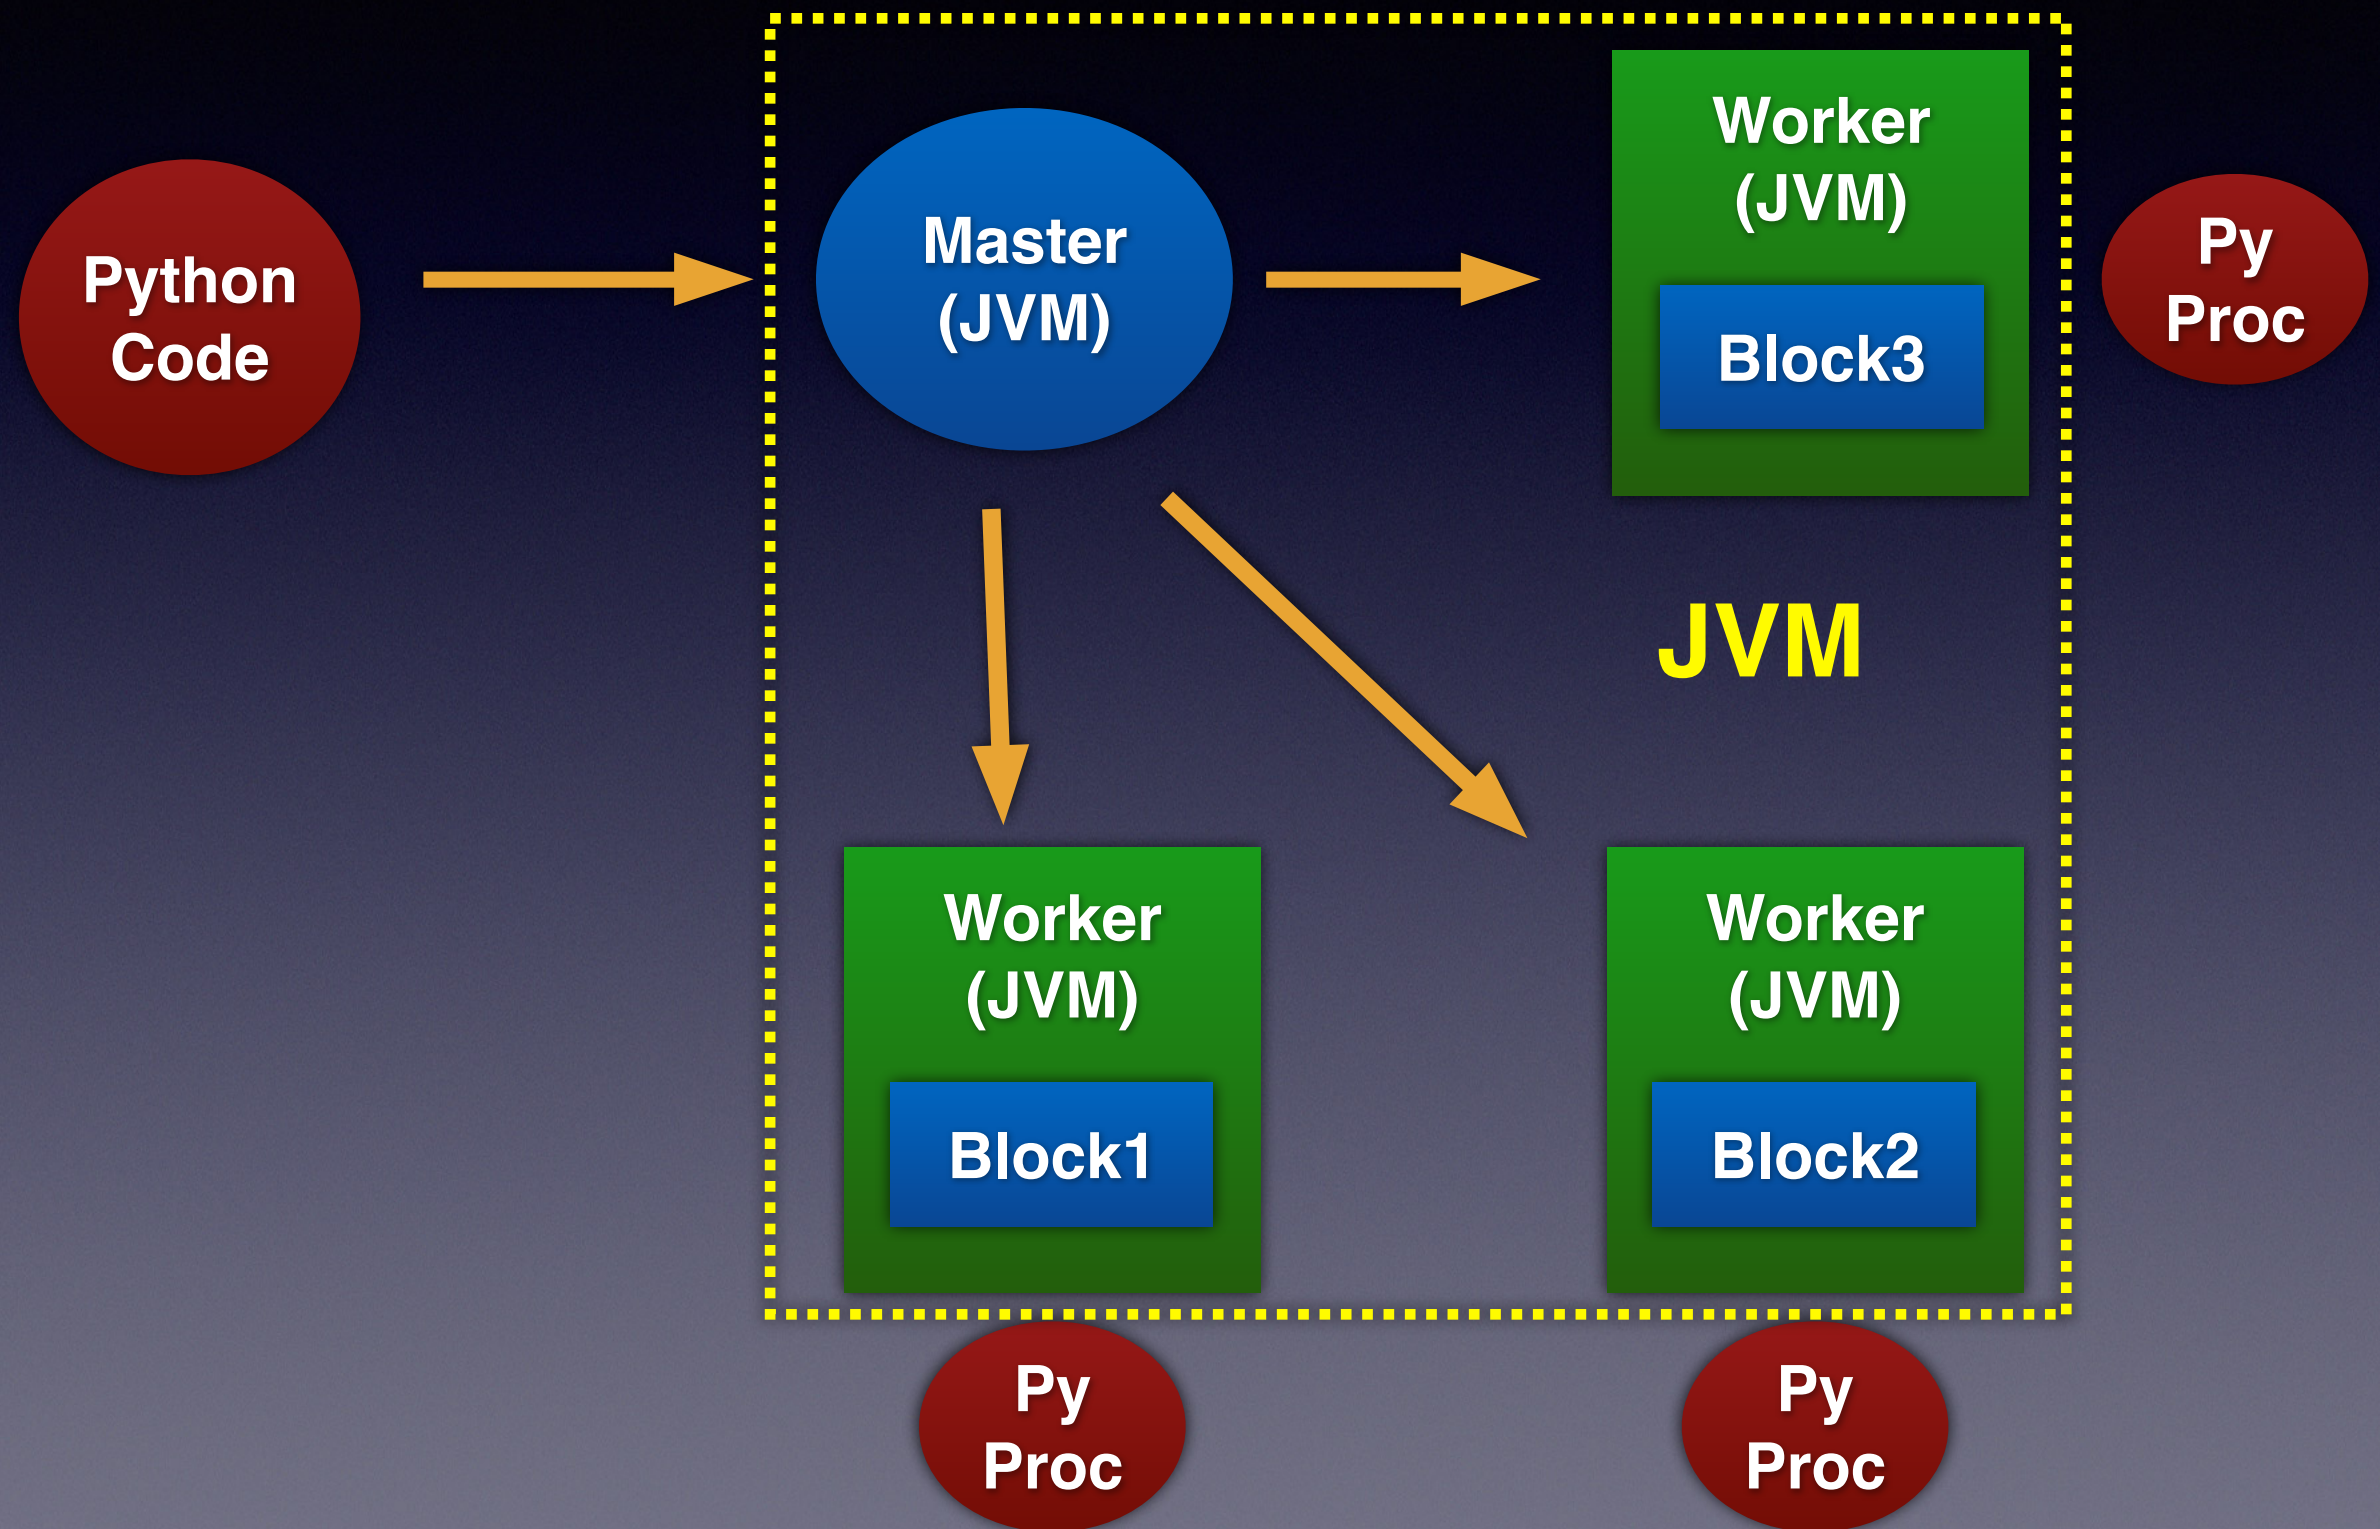 Python
Code
Master
(JVM)
Worker
(JVM)
Block3
Py
Proc
JVM
Worker
(JVM)
Block1
Worker
(JVM)
Block2
Py
Proc
Py
Proc